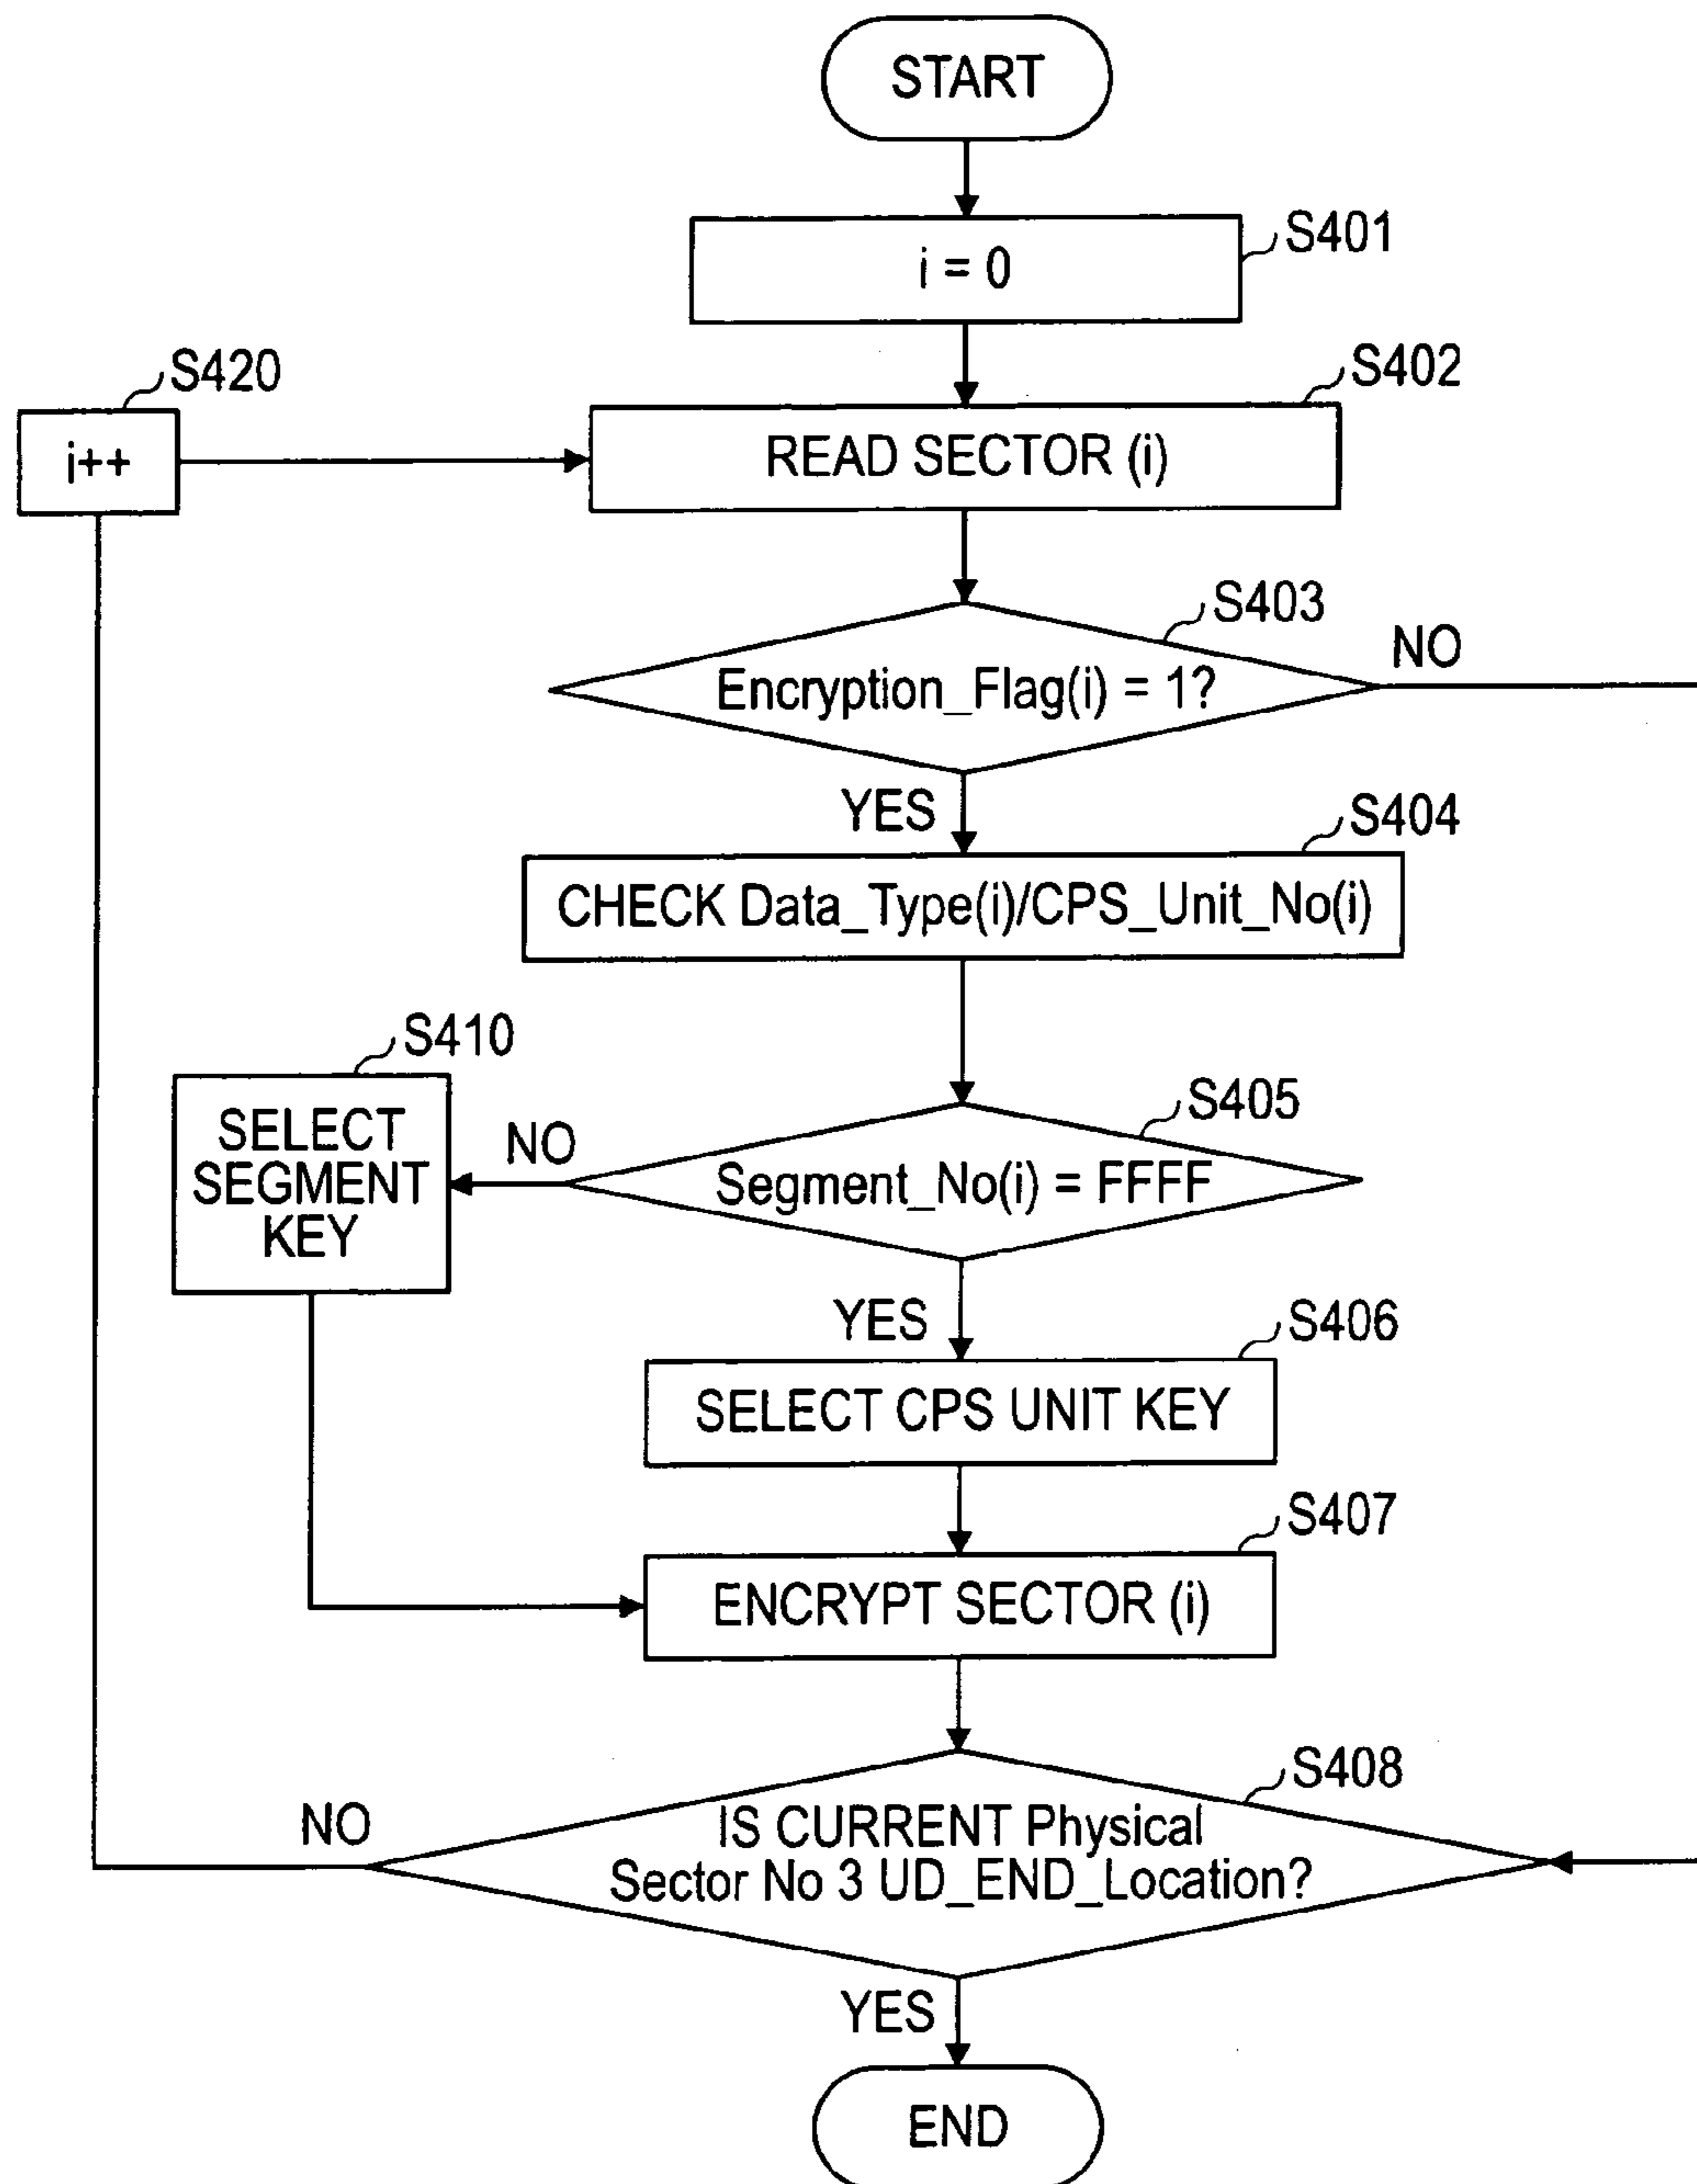 START
S401
i = 0
S420
S402
i++
READ SECTOR (i)
S403
NO
Encryption_Flag(i) = 1?
YES
S404
CHECK Data_Type(i)/CPS_Unit_No(i)
S410
S405
SELECT
SEGMENT
KEY
NO
Segment_No(i) = FFFF
YES
S406
SELECT CPS UNIT KEY
S407
ENCRYPT SECTOR (i)
S408
NO
IS CURRENT Physical
Sector No 3 UD_END_Location?
YES
END